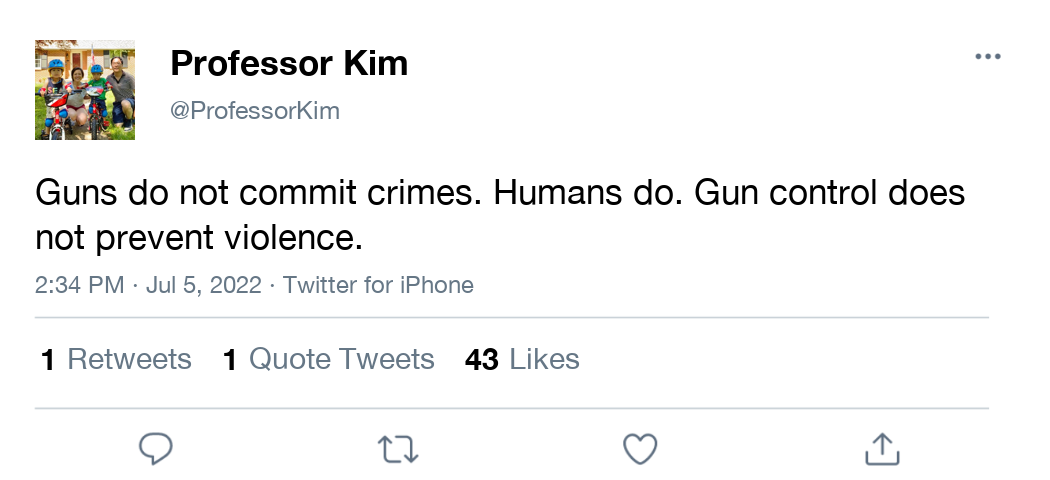 Professor Kim
@ProfessorKim
Guns do not commit crimes. Humans do. Gun control does
not prevent violence.
2:34 PM · Jul 5, 2022 · Twitter for iPhone
1 Retweets 1 Quote Tweets 43 Likes